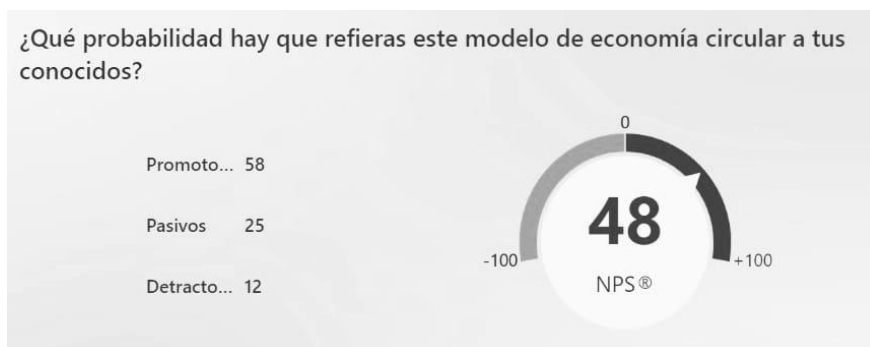 ¿Qué probabilidad hay que refieras este modelo de economía circular a tus
conocidos?
Promoto... 58
Pasivos 25
Detracto... 12
0
48
NPS®
-100
+100